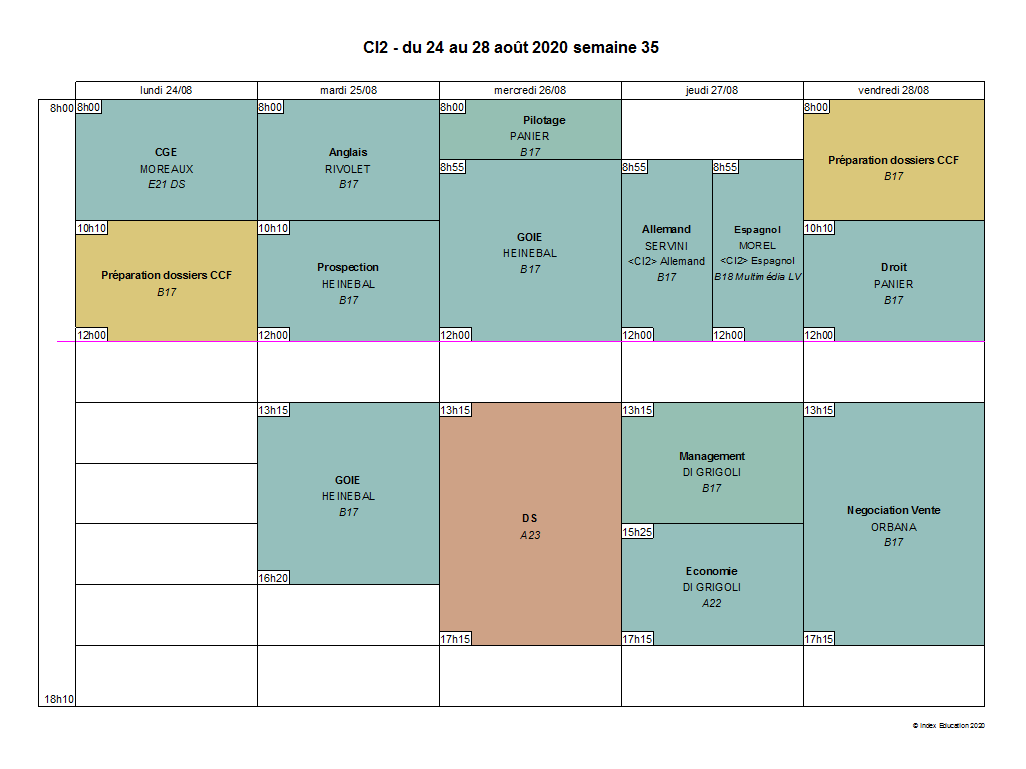 CI2 - du 24 au 28 août 2020 semaine 35
lundi 24/08
mardi 25/08
mercredi 26/08
jeudi 27/08
vendredi 28/08
8h00
8h00
CGE
MOREAUX
E21 DS
10h10
Préparation dossiers CCF
B17
12h00
8h00
Anglais
RIVOLET
B17
10h10
Prospection
HEINEBAL
B17
12h00
13h15
GOIE
HEINEBAL
B17
16h20
8h00
Pilotage
PANIER
B17
8h55
GOIE
HEINEBAL
B17
12h00
13h15
DS
A23
17h15
8h55
Allemand
SERVINI
<CI2> Allemand
B17
12h00
8h55
Espagnol
MOREL
<CI2> Espagnol
B18 Multimédia LV
12h00
13h15
Management
DI GRIGOLI
B17
15h25
Economie
DI GRIGOLI
A22
17h15
8h00
Préparation dossiers CCF
B17
10h10
Droit
PANIER
B17
12h00
13h15
Negociation Vente
ORBANA
B17
17h15
18h10
© Index Education 2020